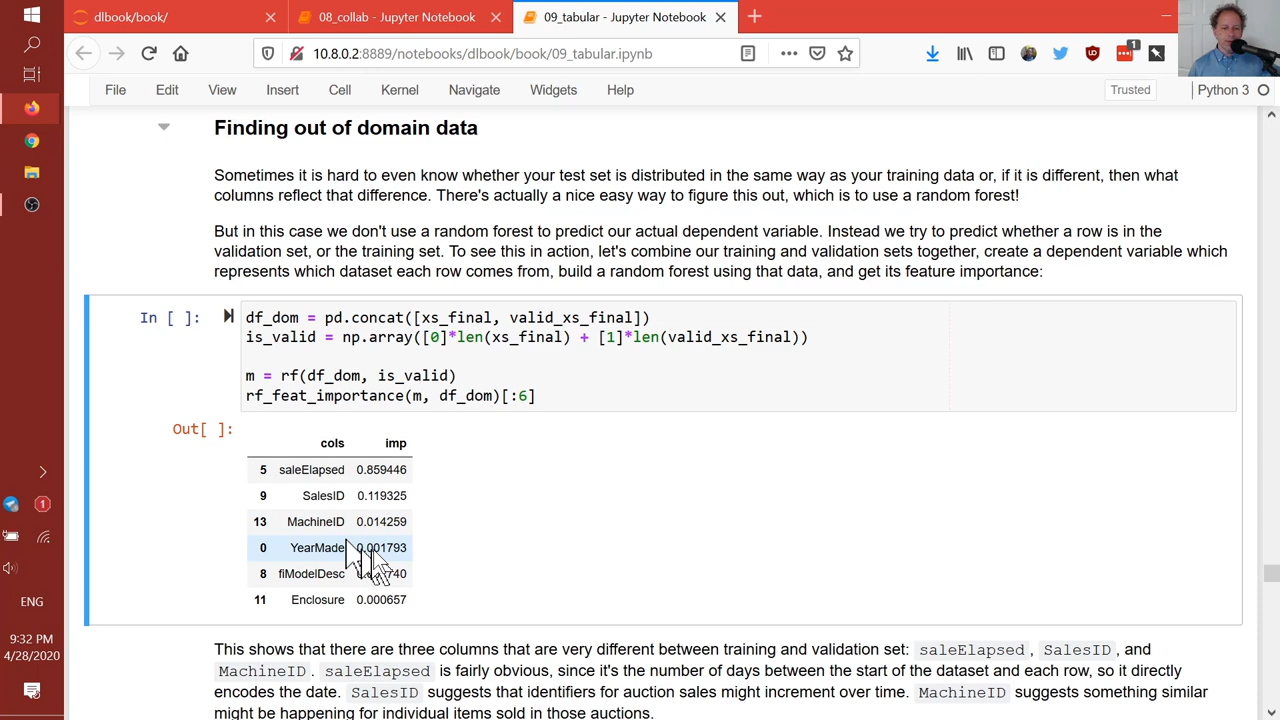 dlbook/book/
08_collab - Jupyter Notebook
09_tabular - Jupyter Notebook
10.8.0.2:8889/notebooks/dlbook/book/09_tabular.ipynb
1
File Edit View Insert Cell Kernel Navigate Widgets Help
Trusted
Python 3
Finding out of domain data
Sometimes it is hard to even know whether your test set is distributed in the same way as your training data or, if it is different, then what
columns reflect that difference. There's actually a nice easy way to figure this out, which is to use a random forest!
But in this case we don't use a random forest to predict our actual dependent variable. Instead we try to predict whether a row is in the
validation set, or the training set. To see this in action, let's combine our training and validation sets together, create a dependent variable which
represents which dataset each row comes from, build a random forest using that data, and get its feature importance:
In [ ]:
df_dom = pd.concat([xs_final, valid_xs_final])
is_valid = np.array([0]*len(xs_final) + [1]*len(valid_xs_final))
m = rf(df_dom, is_valid)
rf_feat_importance(m, df_dom)[:6]
Out[ ]:
cols imp
5 saleElapsed 0.859446
9 SalesID 0.119325
13 MachineID 0.014259
0 YearMade 0.001793
8 fiModelDesc
11 Enclosure 0.000657
This shows that there are three columns that are very different between training and validation set: saleElapsed, SalesID, and
MachineID. saleElapsed is fairly obvious, since it's the number of days between the start of the dataset and each row, so it directly
encodes the date. SalesID suggests that identifiers for auction sales might increment over time. MachineID suggests something similar
might be happening for individual items sold in those auctions.
1
ENG
9:32 PM
4/28/2020